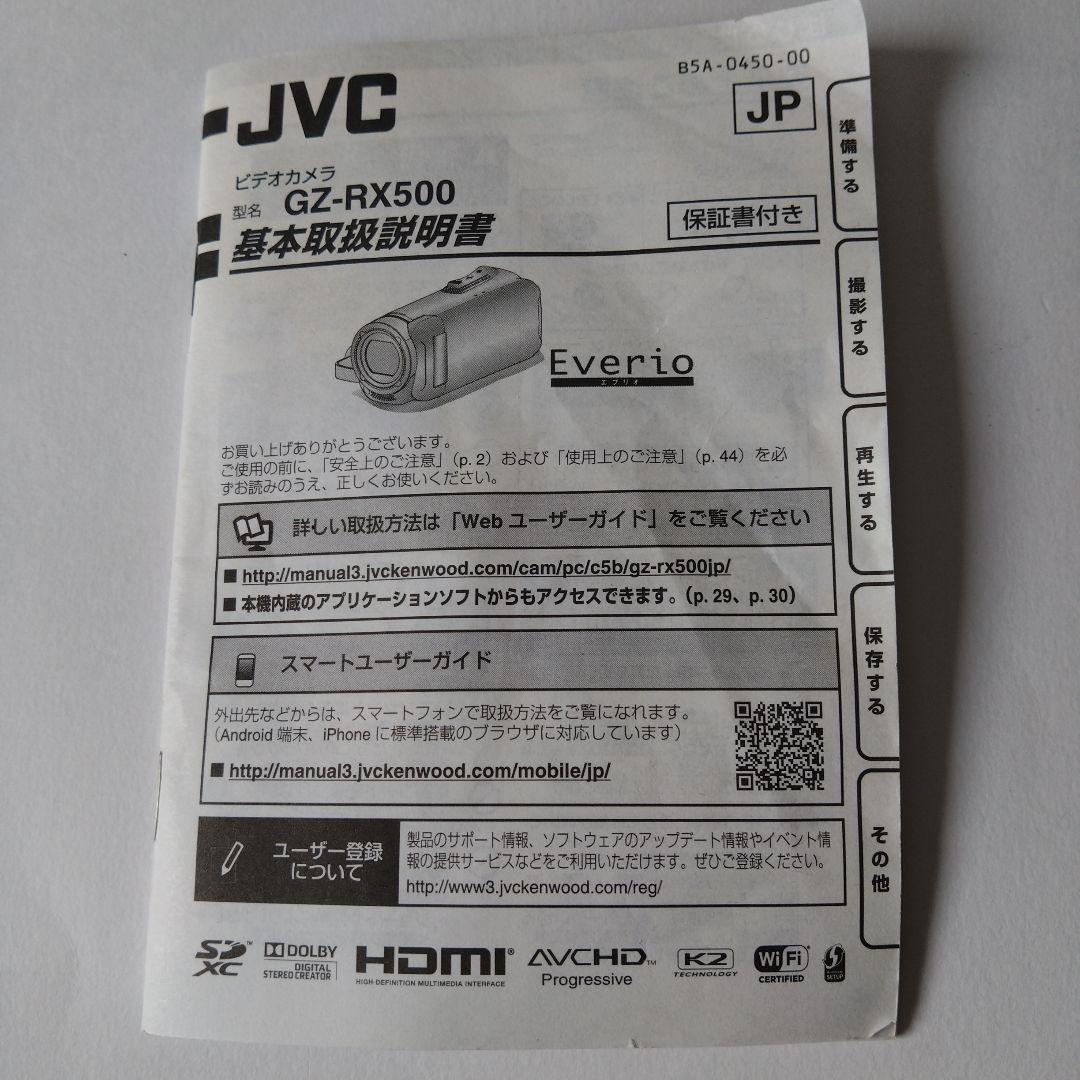 B5A-0450-00
JVC
JP
ビデオカメラ
型名 GZ-RX500
基本取扱説明書
保証書付き
Everio
エブリオ
お買い上げありがとうございます。
ご使用の前に、「安全上のご注意」（p. 2）および「使用上のご注意」（p. 44）を必
ずお読みのうえ、正しくお使いください。
詳しい取扱方法は「Web ユーザーガイド」をご覧ください
■ http://manual3.jvckenwood.com/cam/pc/c5b/gz-rx500jp/
■ 本機内蔵のアプリケーションソフトからもアクセスできます。（p. 29、p. 30）
スマートユーザーガイド
外出先などからは、スマートフォンで取扱方法をご覧になれます。
（Android 端末、iPhone に標準搭載のブラウザに対応しています）
■ http://manual3.jvckenwood.com/mobile/jp/
ユーザー登録
について
製品のサポート情報、ソフトウェアのアップデート情報やイベント情
報の提供サービスなどをご利用いただけます。ぜひご登録ください。
http://www3.jvckenwood.com/reg/
SD XC™
DOLBY
DIGITAL
STEREO CREATOR
HDMI®
HIGH-DEFINITION MULTIMEDIA INTERFACE
AVCHD™
Progressive
K2
TECHNOLOGY
Wi Fi®
CERTIFIED
SETUP
準備する
撮影する
再生する
保存する
その他